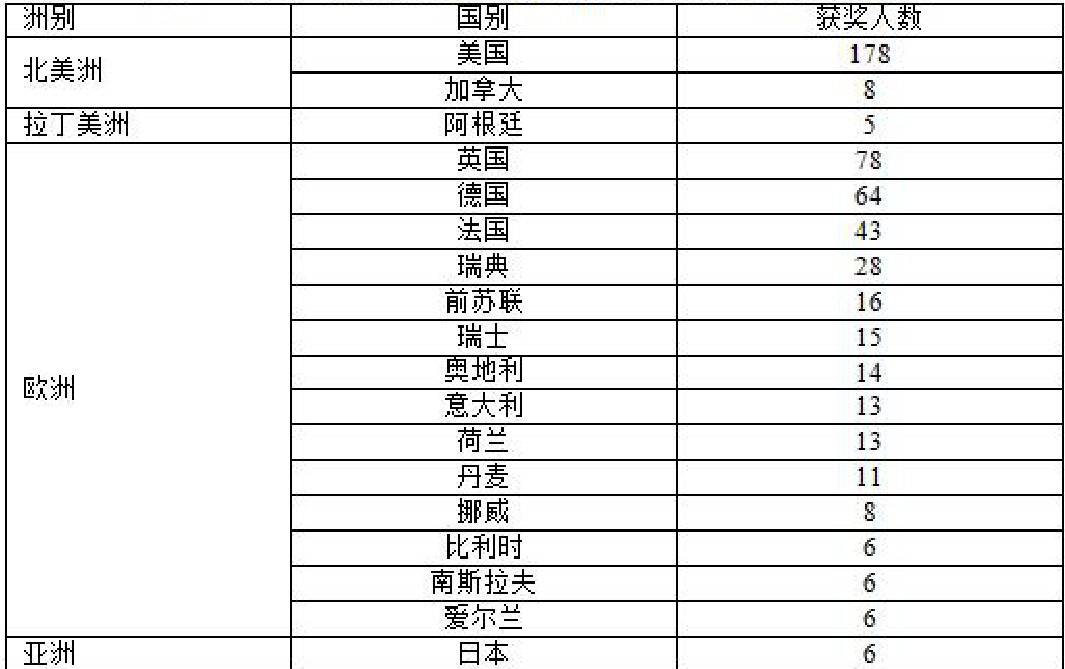 洲别 国别 获奖人数
北美洲 美国 178
加拿大 8
拉丁美洲 阿根廷 5
欧洲 英国 78
德国 64
法国 43
瑞典 28
前苏联 16
瑞士 15
奥地利 14
意大利 13
荷兰 13
丹麦 11
挪威 8
比利时 6
南斯拉夫 6
爱尔兰 6
亚洲 日本 6